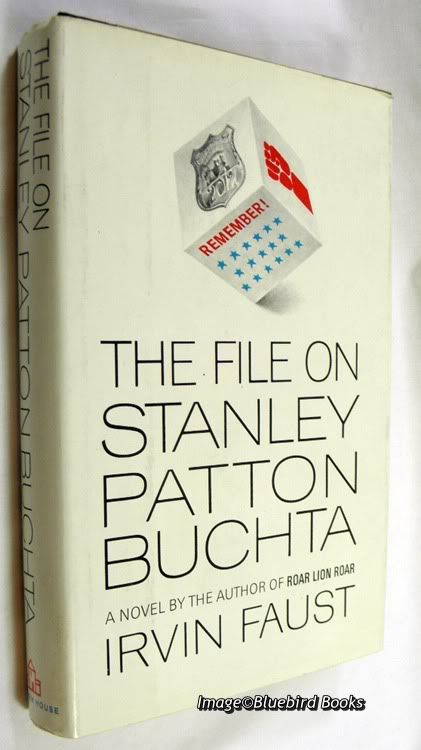 THE FILE ON
STANLEY PATTON BUCHTA
HOUSE
REMEMBER!
THE FILE ON
STANLEY
PATTON
BUCHTA
A NOVEL BY THE AUTHOR OF ROAR LION ROAR
IRVIN FAUST
Image©Bluebird Books